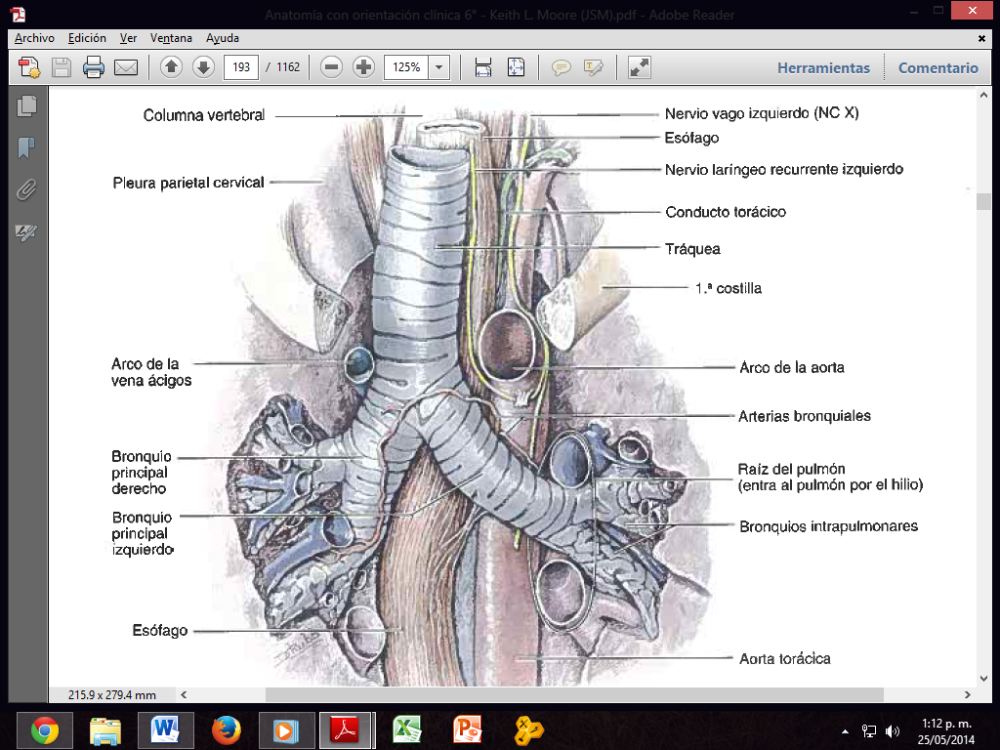 Anatomía con orientación clínica 6° - Keith L. Moore (JSM).pdf - Adobe Reader
Archivo Edición Ver Ventana Ayuda
193 / 1162 125% Herramientas Comentario
Columna vertebral
Pleura parietal cervical
Arco de la
vena ácigos
Bronquio
principal
derecho
Bronquio
principal
izquierdo
Esófago
Nervio vago izquierdo (NC X)
Esófago
Nervio laríngeo recurrente izquierdo
Conducto torácico
Tráquea
1.ª costilla
Arco de la aorta
Arterias bronquiales
Raíz del pulmón
(entra al pulmón por el hilio)
Bronquios intrapulmonares
Aorta torácica
215.9 x 279.4 mm
1:12 p. m.
25/05/2014